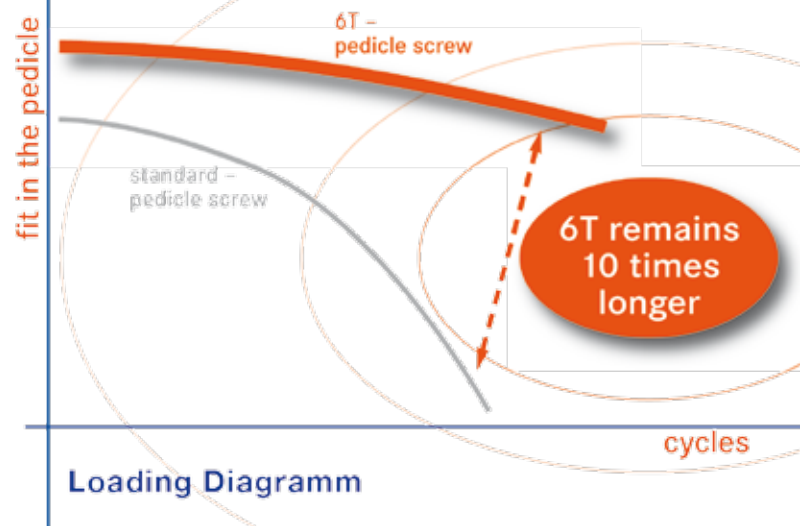 6T –
pedicle screw
fit in the pedicle
standard –
pedicle screw
6T remains
10 times
longer
cycles
Loading Diagramm